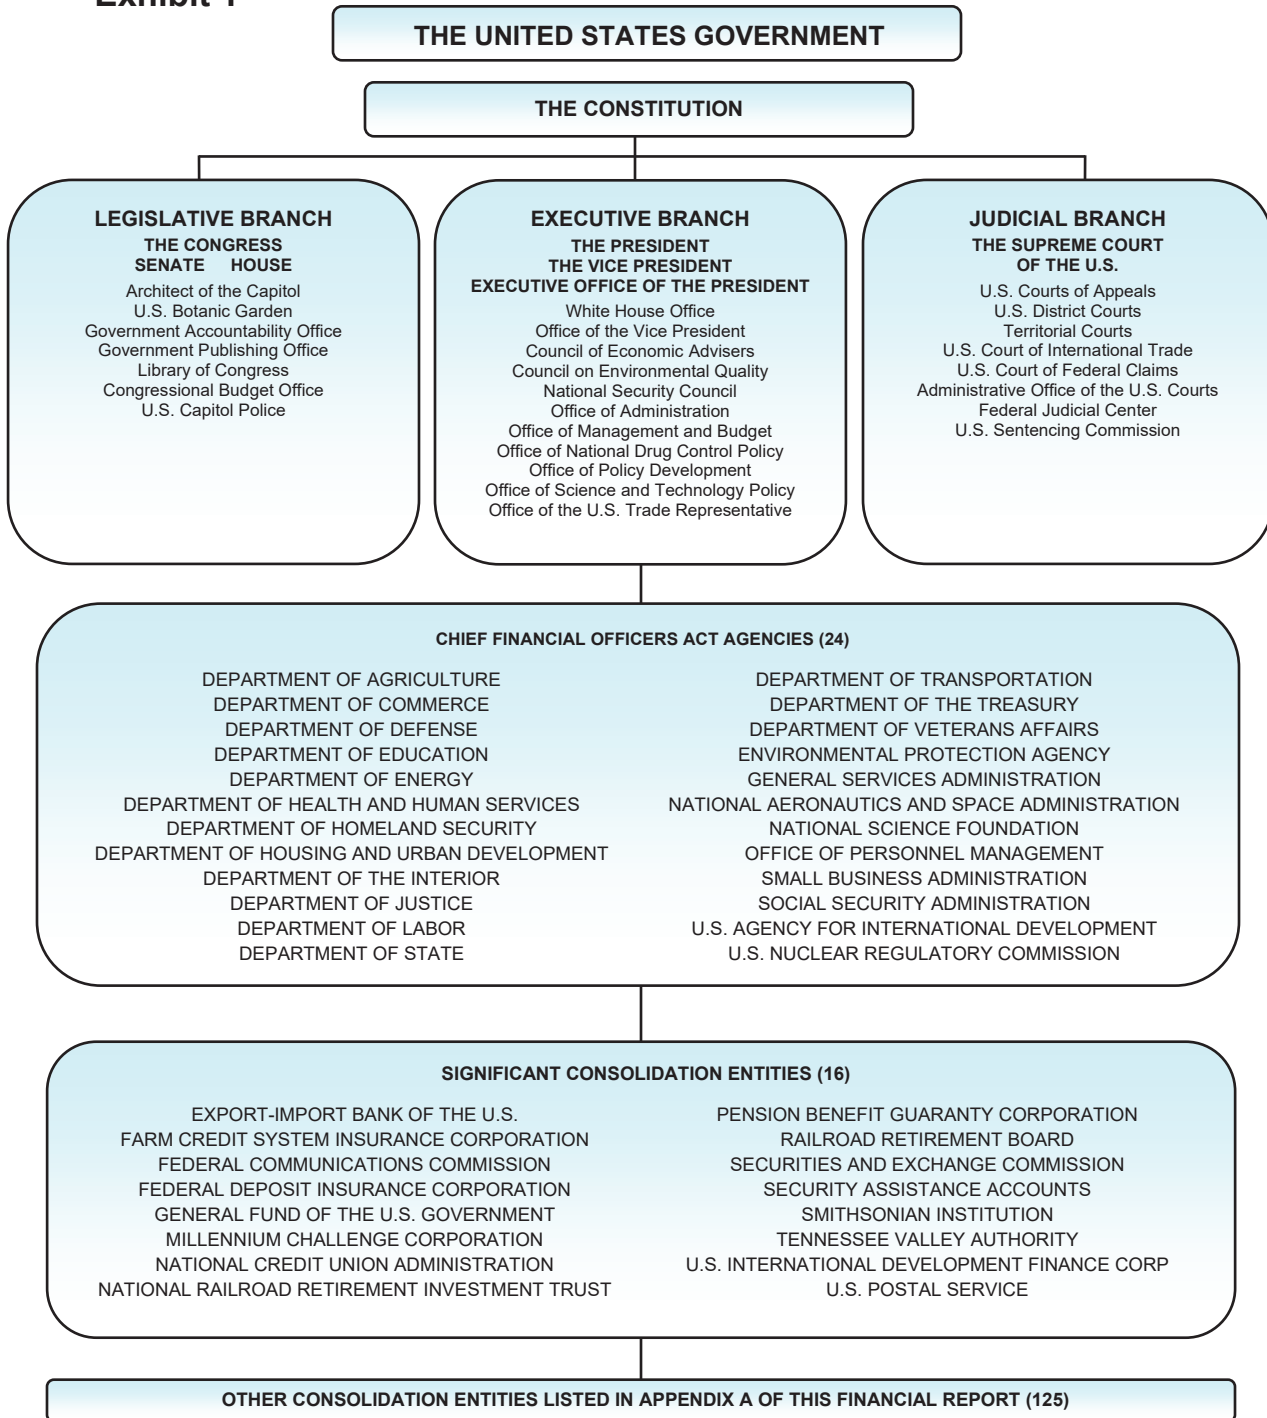 Exhibit 1
THE UNITED STATES GOVERNMENT
THE CONSTITUTION
LEGISLATIVE BRANCH
THE CONGRESS
SENATE HOUSE
Architect of the Capitol
U.S. Botanic Garden
Government Accountability Office
Government Publishing Office
Library of Congress
Congressional Budget Office
U.S. Capitol Police
EXECUTIVE BRANCH
THE PRESIDENT
THE VICE PRESIDENT
EXECUTIVE OFFICE OF THE PRESIDENT
White House Office
Office of the Vice President
Council of Economic Advisers
Council on Environmental Quality
National Security Council
Office of Administration
Office of Management and Budget
Office of National Drug Control Policy
Office of Policy Development
Office of Science and Technology Policy
Office of the U.S. Trade Representative
JUDICIAL BRANCH
THE SUPREME COURT
OF THE U.S.
U.S. Courts of Appeals
U.S. District Courts
Territorial Courts
U.S. Court of International Trade
U.S. Court of Federal Claims
Administrative Office of the U.S. Courts
Federal Judicial Center
U.S. Sentencing Commission
CHIEF FINANCIAL OFFICERS ACT AGENCIES (24)
DEPARTMENT OF AGRICULTURE
DEPARTMENT OF COMMERCE
DEPARTMENT OF DEFENSE
DEPARTMENT OF EDUCATION
DEPARTMENT OF ENERGY
DEPARTMENT OF HEALTH AND HUMAN SERVICES
DEPARTMENT OF HOMELAND SECURITY
DEPARTMENT OF HOUSING AND URBAN DEVELOPMENT
DEPARTMENT OF THE INTERIOR
DEPARTMENT OF JUSTICE
DEPARTMENT OF LABOR
DEPARTMENT OF STATE
DEPARTMENT OF TRANSPORTATION
DEPARTMENT OF THE TREASURY
DEPARTMENT OF VETERANS AFFAIRS
ENVIRONMENTAL PROTECTION AGENCY
GENERAL SERVICES ADMINISTRATION
NATIONAL AERONAUTICS AND SPACE ADMINISTRATION
NATIONAL SCIENCE FOUNDATION
OFFICE OF PERSONNEL MANAGEMENT
SMALL BUSINESS ADMINISTRATION
SOCIAL SECURITY ADMINISTRATION
U.S. AGENCY FOR INTERNATIONAL DEVELOPMENT
U.S. NUCLEAR REGULATORY COMMISSION
SIGNIFICANT CONSOLIDATION ENTITIES (16)
EXPORT-IMPORT BANK OF THE U.S.
FARM CREDIT SYSTEM INSURANCE CORPORATION
FEDERAL COMMUNICATIONS COMMISSION
FEDERAL DEPOSIT INSURANCE CORPORATION
GENERAL FUND OF THE U.S. GOVERNMENT
MILLENNIUM CHALLENGE CORPORATION
NATIONAL CREDIT UNION ADMINISTRATION
NATIONAL RAILROAD RETIREMENT INVESTMENT TRUST
PENSION BENEFIT GUARANTY CORPORATION
RAILROAD RETIREMENT BOARD
SECURITIES AND EXCHANGE COMMISSION
SECURITY ASSISTANCE ACCOUNTS
SMITHSONIAN INSTITUTION
TENNESSEE VALLEY AUTHORITY
U.S. INTERNATIONAL DEVELOPMENT FINANCE CORP
U.S. POSTAL SERVICE
OTHER CONSOLIDATION ENTITIES LISTED IN APPENDIX A OF THIS FINANCIAL REPORT (125)